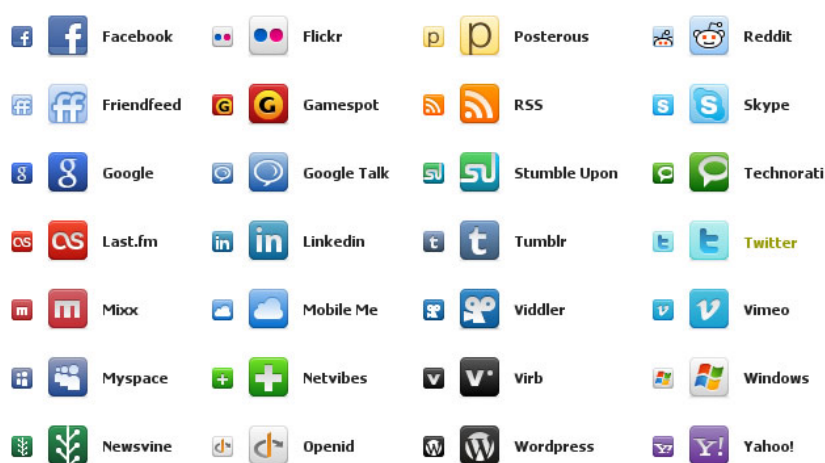 Facebook Flickr Posterous Reddit
Friendfeed Gamespot RSS Skype
Google Google Talk Stumble Upon Technorati
Last.fm Linkedin Tumblr Twitter
Mixx Mobile Me Viddler Vimeo
Myspace Netvibes Virb Windows
Newsvine Openid Wordpress Yahoo!